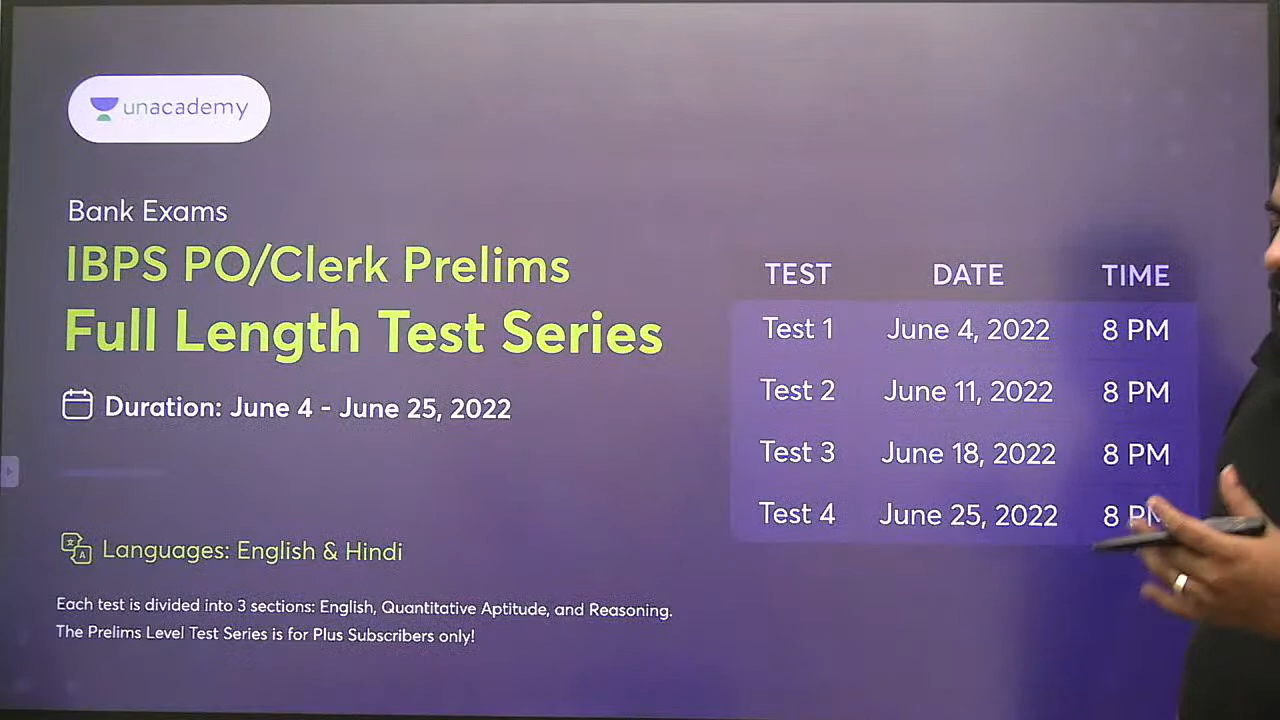 unacademy
Bank Exams
IBPS PO/Clerk Prelims
Full Length Test Series
Duration: June 4 - June 25, 2022
Languages: English & Hindi
Each test is divided into 3 sections: English, Quantitative Aptitude, and Reasoning.
The Prelims Level Test Series is for Plus Subscribers only!
TEST DATE TIME
Test 1 June 4, 2022 8 PM
Test 2 June 11, 2022 8 PM
Test 3 June 18, 2022 8 PM
Test 4 June 25, 2022 8 PM